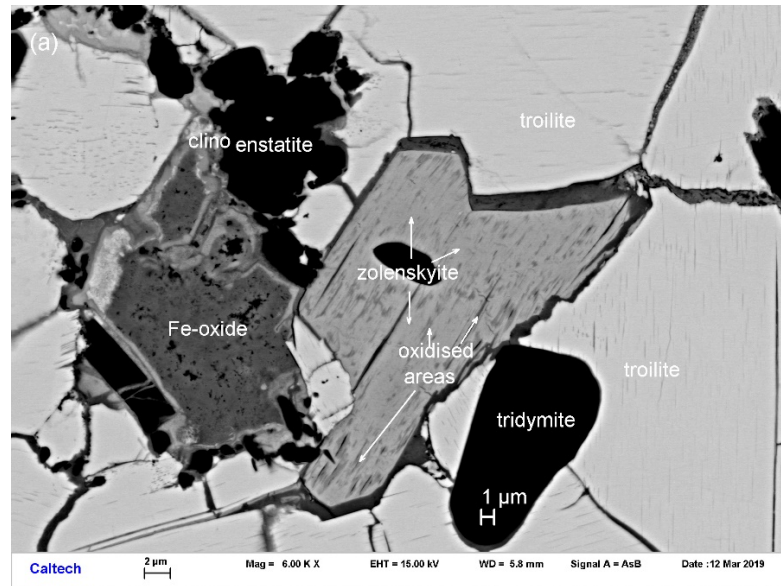 (a)
troilite
clino enstatite
zolenskyite
Fe-oxide
oxidised
areas
troilite
tridymite
1 µm
Caltech
2 µm
Mag = 6.00 K X
EHT = 15.00 kV
WD = 5.8 mm
Signal A = AsB
Date :12 Mar 2019